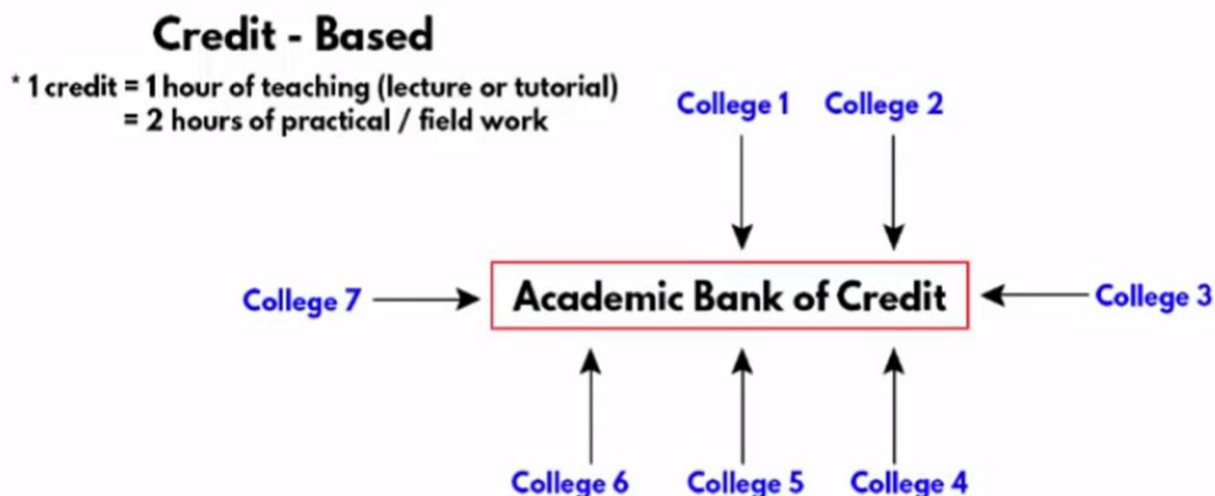 Credit - Based
* 1 credit = 1 hour of teaching (lecture or tutorial)
= 2 hours of practical / field work
College 1
College 2
College 7
Academic Bank of Credit
College 3
College 6
College 5
College 4